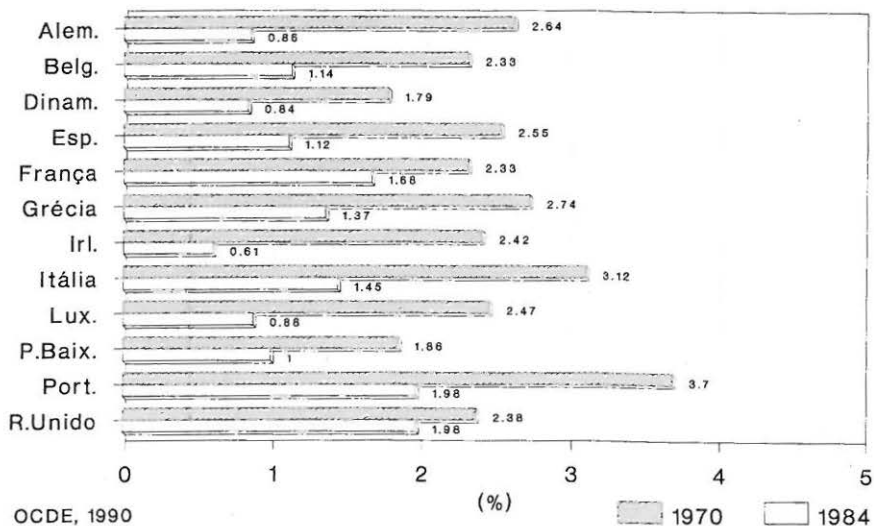 Alem.
2.64
0.86
Belg.
2.33
1.14
Dinam.
1.79
0.84
Esp.
2.55
1.12
França
2.33
1.68
Grécia
2.74
1.37
Irl.
2.42
0.61
Itália
3.12
1.45
Lux.
2.47
0.86
P.Baix.
1.86
1
Port.
3.7
1.98
R.Unido
2.38
1.98
0 1 2 3 4 5
(%)
OCDE, 1990
1970 1984